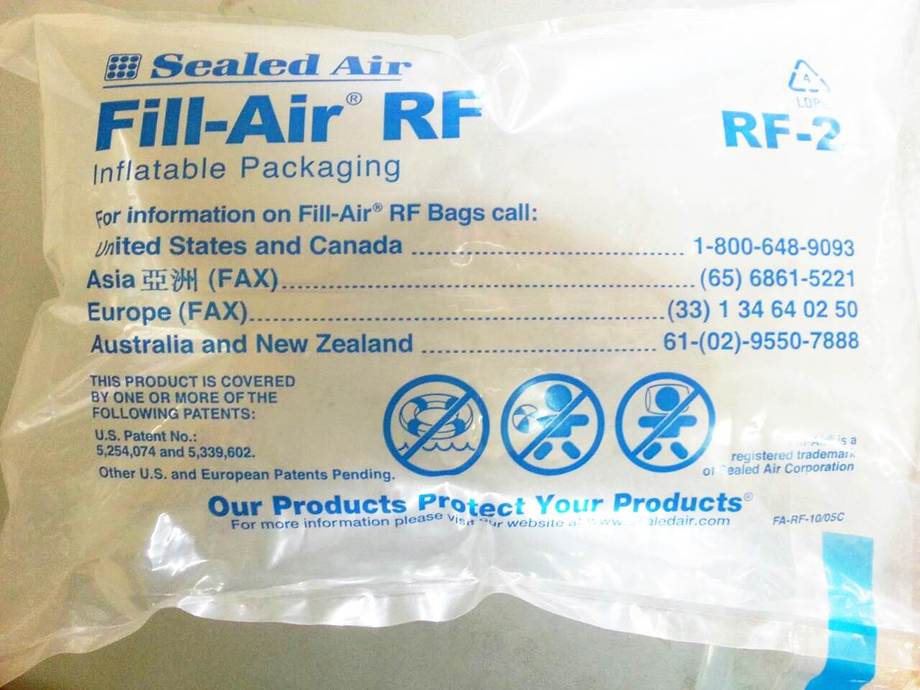 Sealed Air
Fill-Air® RF
Inflatable Packaging
4
LDPE
RF-2
For information on Fill-Air® RF Bags call:
United States and Canada ................................ 1-800-648-9093
Asia 亞洲 (FAX)................................................ (65) 6861-5221
Europe (FAX).................................................. (33) 1 34 64 02 50
Australia and New Zealand ............................ 61-(02)-9550-7888
THIS PRODUCT IS COVERED
BY ONE OR MORE OF THE
FOLLOWING PATENTS:
U.S. Patent No.:
5,254,074 and 5,339,602.
Other U.S. and European Patents Pending.
is a
registered trademark
of Sealed Air Corporation
Our Products Protect Your Products®
For more information please visit our website at www.sealedair.com
FA-RF-10/05C